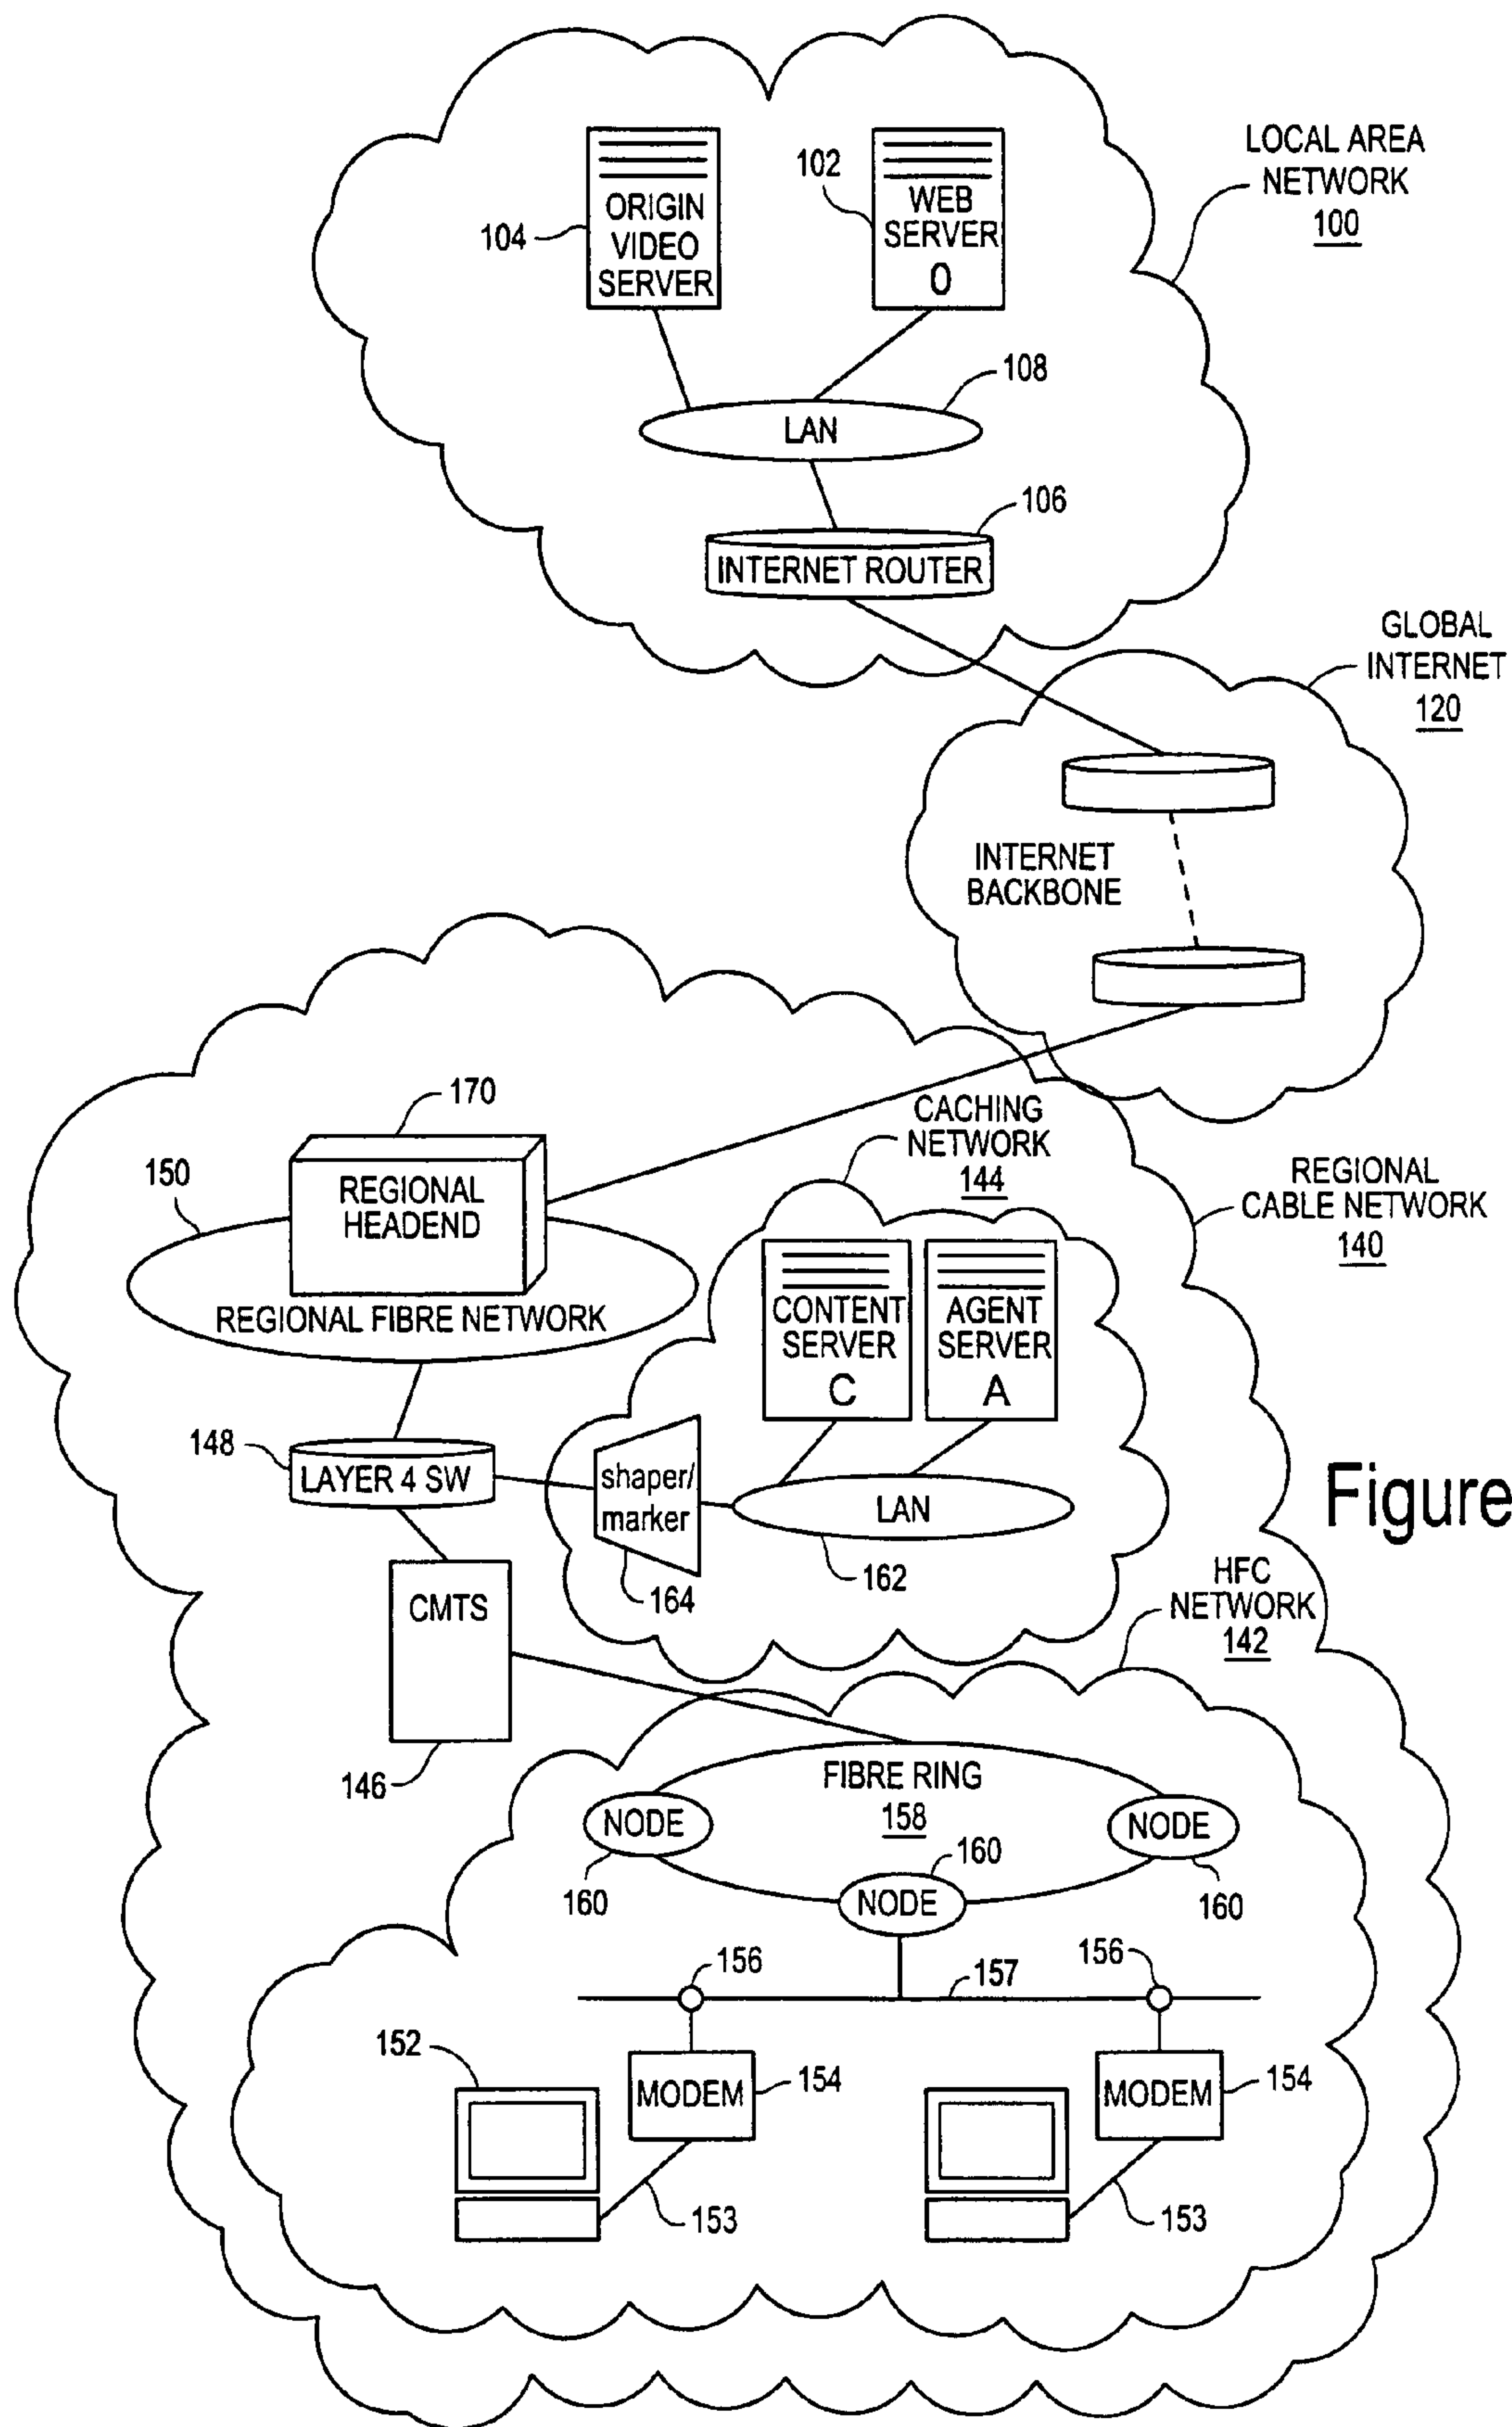 LOCAL AREA
NETWORK
100
102
104
ORIGIN
VIDEO
SERVER
WEB
SERVER
0
108
LAN
106
INTERNET ROUTER
GLOBAL
INTERNET
120
INTERNET
BACKBONE
170
150
REGIONAL
HEADEND
REGIONAL FIBRE NETWORK
CACHING
NETWORK
144
REGIONAL
CABLE NETWORK
140
CONTENT
SERVER
C
AGENT
SERVER
A
148
LAYER 4 SW
shaper/
marker
LAN
164
162
Figure
CMTS
146
HFC
NETWORK
142
FIBRE RING
158
NODE
NODE
160
160
NODE
160
156
157
156
152
MODEM
154
MODEM
154
153
153